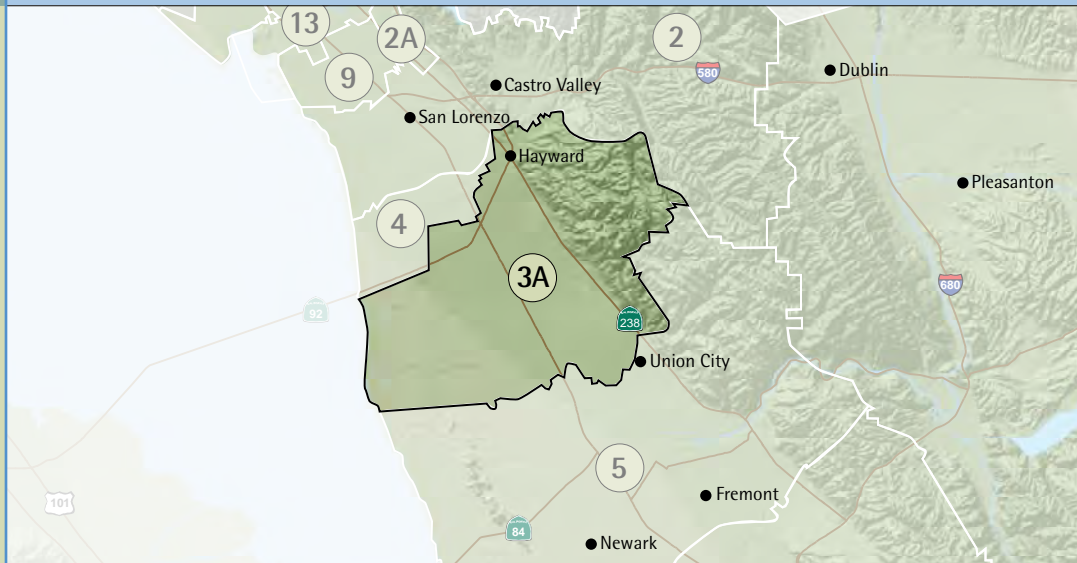 13
2A
2
9
580
Dublin
Castro Valley
San Lorenzo
Hayward
Pleasanton
4
3A
680
92
238
Union City
5
Fremont
101
84
Newark